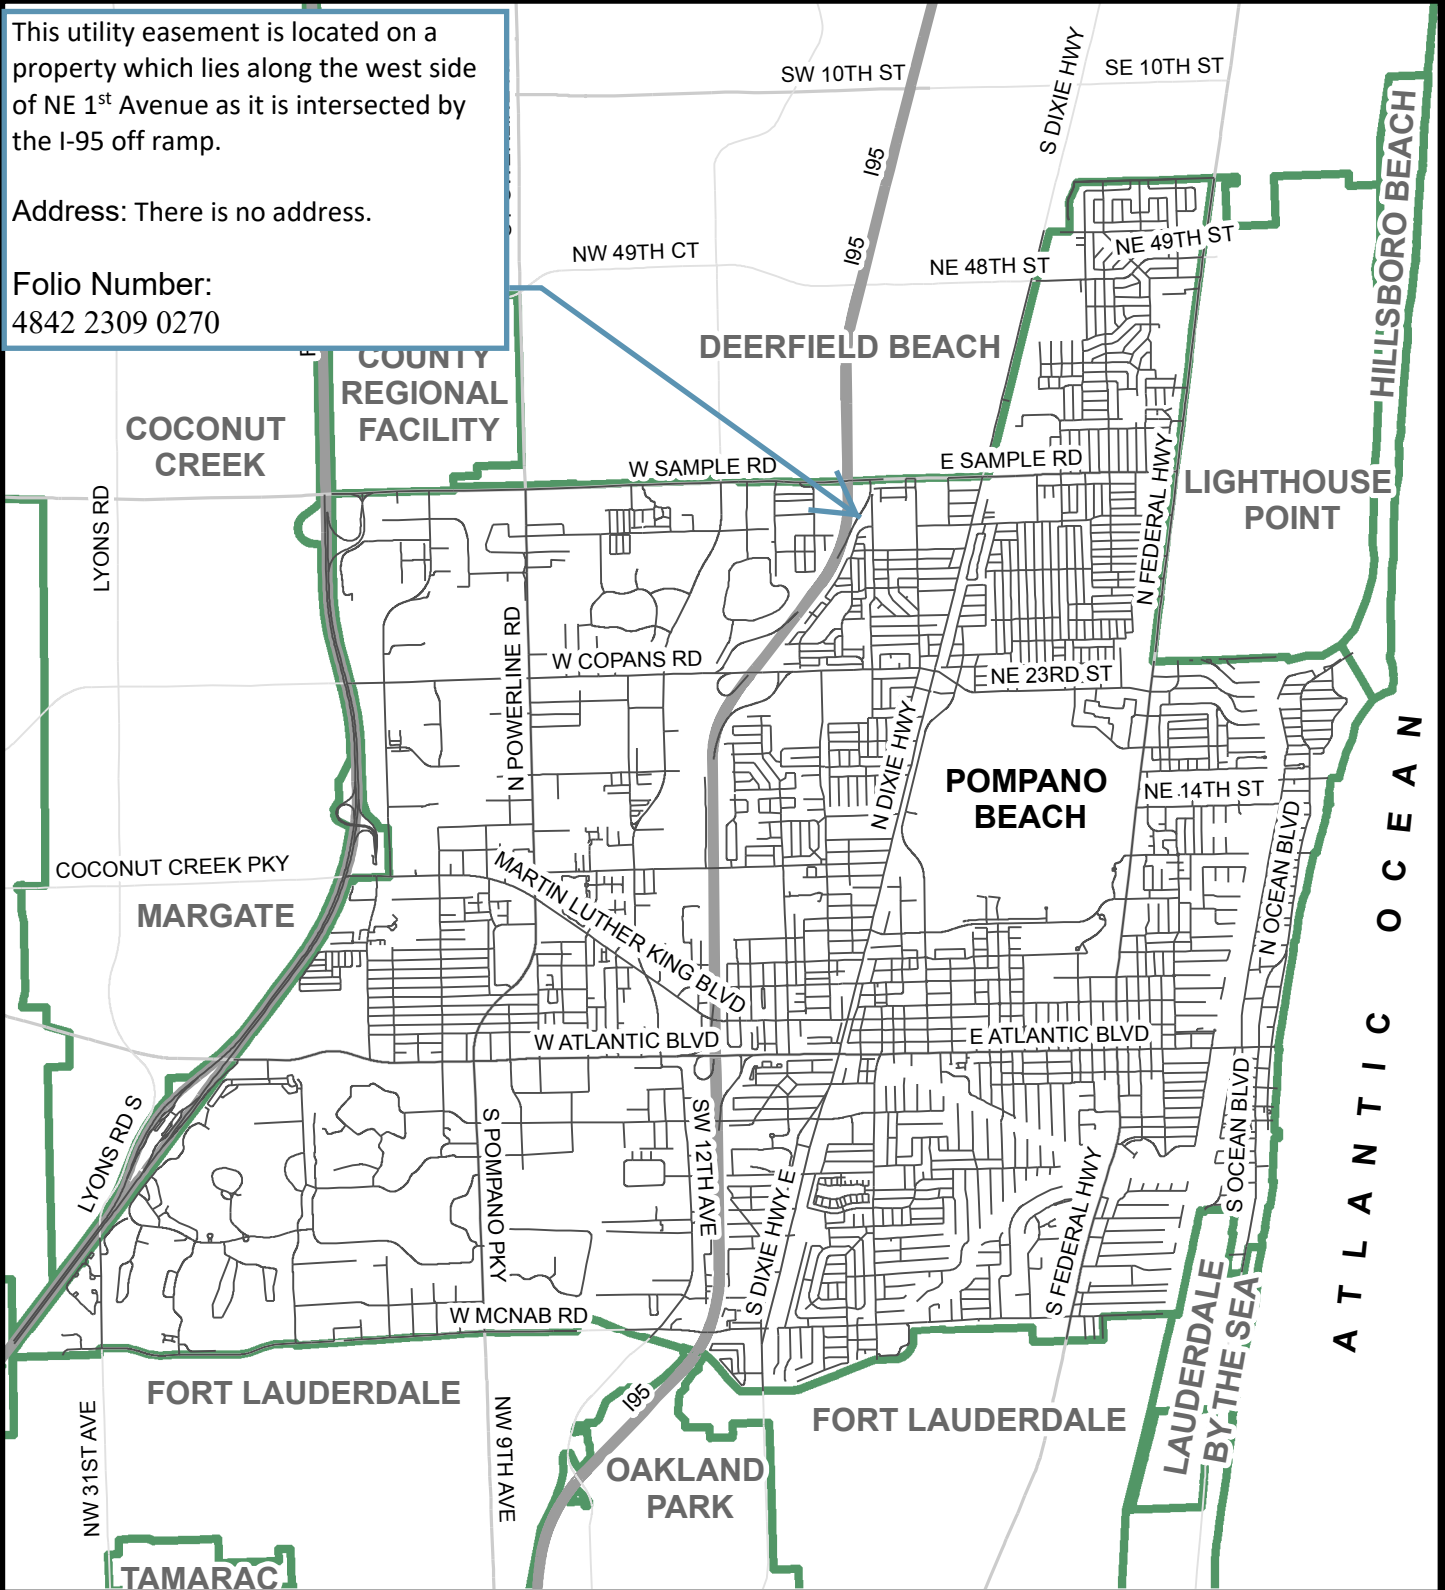 This utility easement is located on a
property which lies along the west side
of NE 1st Avenue as it is intersected by
the I-95 off ramp.
Address: There is no address.
Folio Number:
4842 2309 0270
SW 10TH ST
SE 10TH ST
S DIXIE HWY
I95
I95
HILLSBORO BEACH
NW 49TH CT
NE 48TH ST
NE 49TH ST
DEERFIELD BEACH
COUNTY
REGIONAL
FACILITY
COCONUT
CREEK
W SAMPLE RD
E SAMPLE RD
LIGHTHOUSE
POINT
LYONS RD
N FEDERAL HWY
N POWERLINE RD
W COPANS RD
NE 23RD ST
N DIXIE HWY
POMPANO
BEACH
NE 14TH ST
N OCEAN BLVD
ATLANTIC OCEAN
COCONUT CREEK PKY
MARGATE
MARTIN LUTHER KING BLVD
W ATLANTIC BLVD
E ATLANTIC BLVD
LYONS RD S
S POMPANO PKY
SW 12TH AVE
S DIXIE HWY E
S FEDERAL HWY
S OCEAN BLVD
W MCNAB RD
LAUDERDALE
BY THE SEA
FORT LAUDERDALE
FORT LAUDERDALE
I95
NW 31ST AVE
NW 9TH AVE
OAKLAND
PARK
TAMARAC